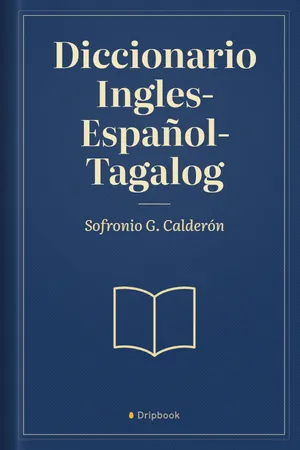 Diccionario
Ingles-
Español-
Tagalog
Sofronio G. Calderón
Dripbook